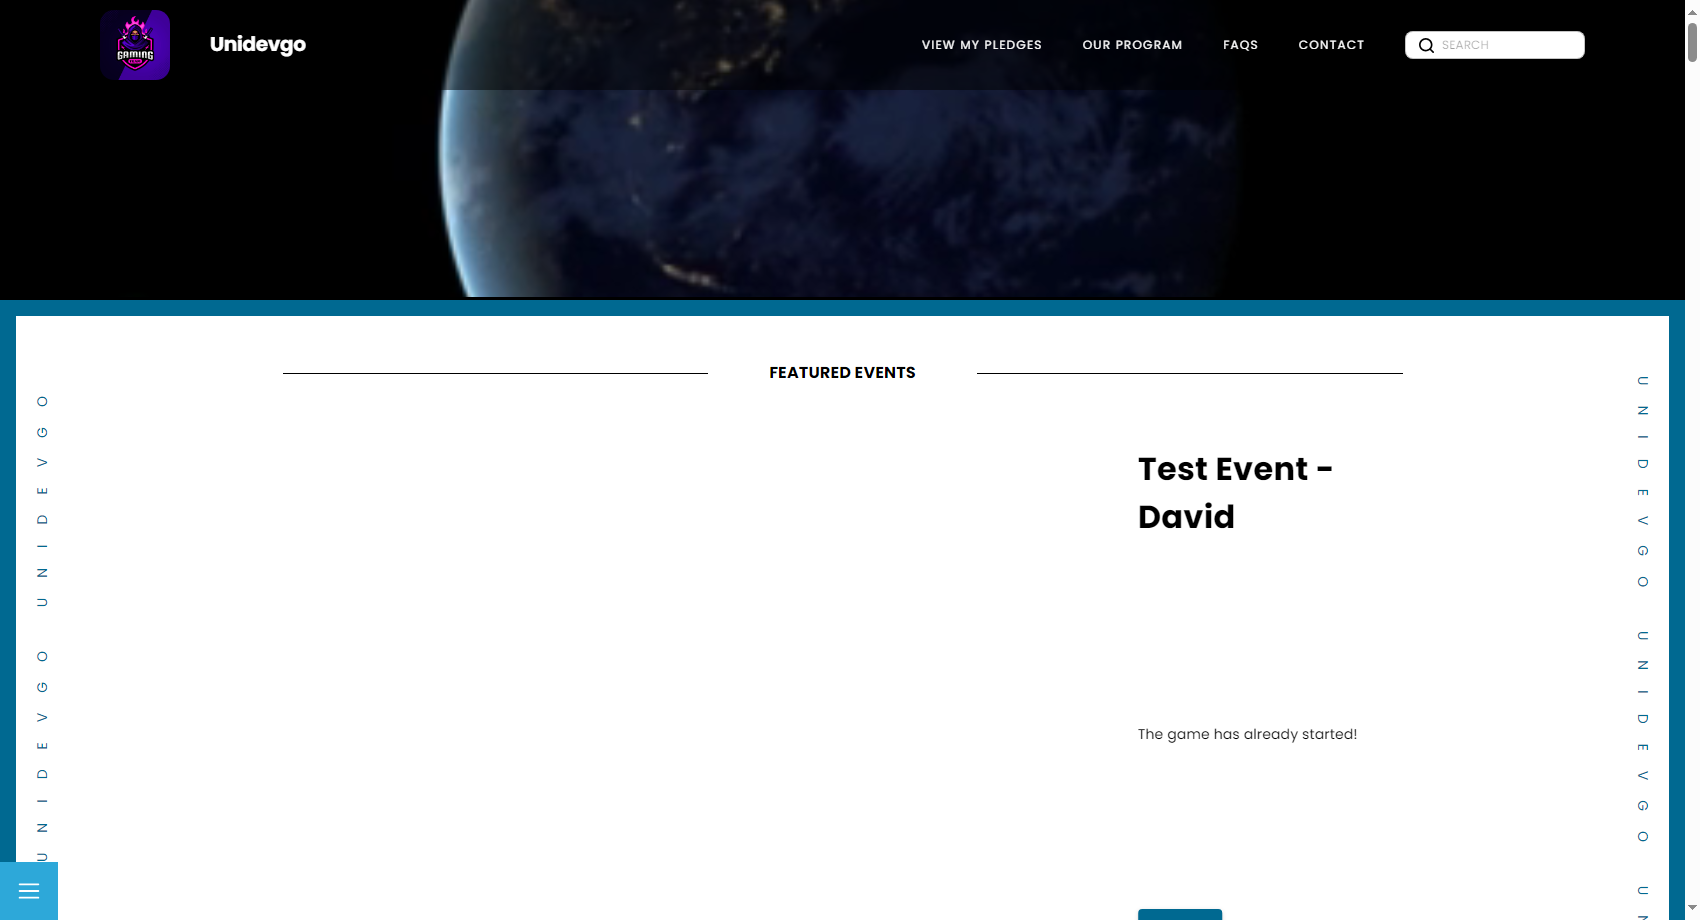 GAMING
Unidevgo
VIEW MY PLEDGES
OUR PROGRAM
FAQS
CONTACT
SEARCH
FEATURED EVENTS
UNIDEVGO UNIDEVGO
Test Event -
David
The game has already started!
UNIDEVGO UNIDEVGO UN